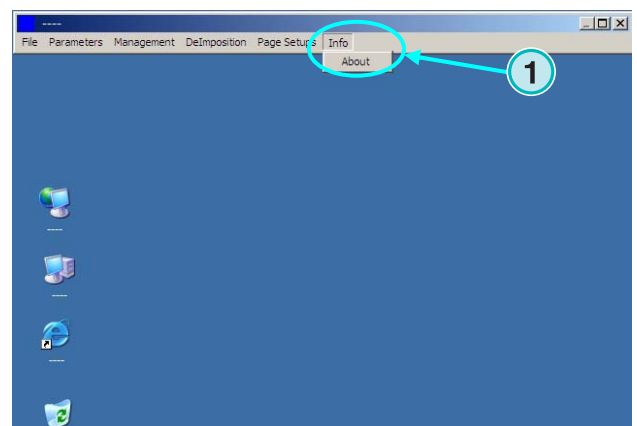 ----
File Parameters Management DeImposition Page Setups Info
About
1
----
----
----